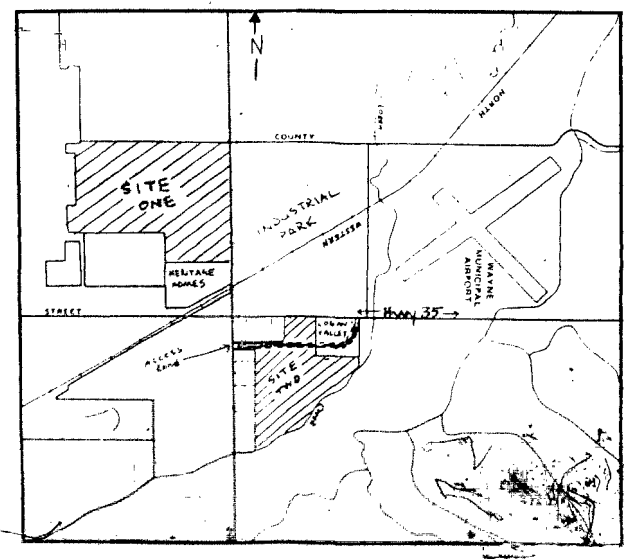 N
COUNTY
NORTH
SITE
ONE
INDUSTRIAL
PARK
WESTERN
HERITAGE
HOMES
WAYNE
MUNICIPAL
AIRPORT
STREET
Hwy 35
LOGAN
VALLEY
ACCESS
ROAD
SITE
TWO